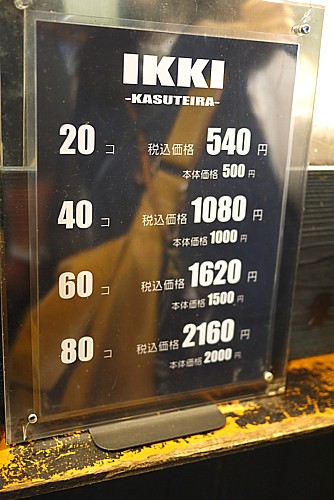 IKKI
-KASUTEIRA-
20 コ 税込価格 540 円
本体価格 500 円
40 コ 税込価格 1080 円
本体価格 1000 円
60 コ 税込価格 1620 円
本体価格 1500 円
80 コ 税込価格 2160 円
本体価格 2000 円